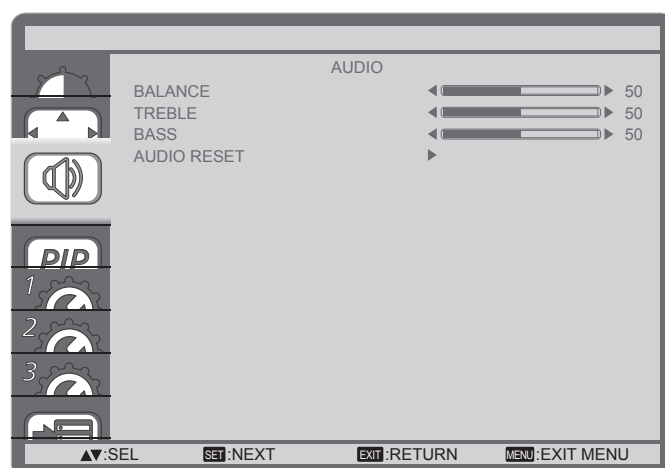 AUDIO
BALANCE 50
TREBLE 50
BASS 50
AUDIO RESET
PIP
1
2
3
▲▼:SEL SET:NEXT EXIT:RETURN MENU:EXIT MENU